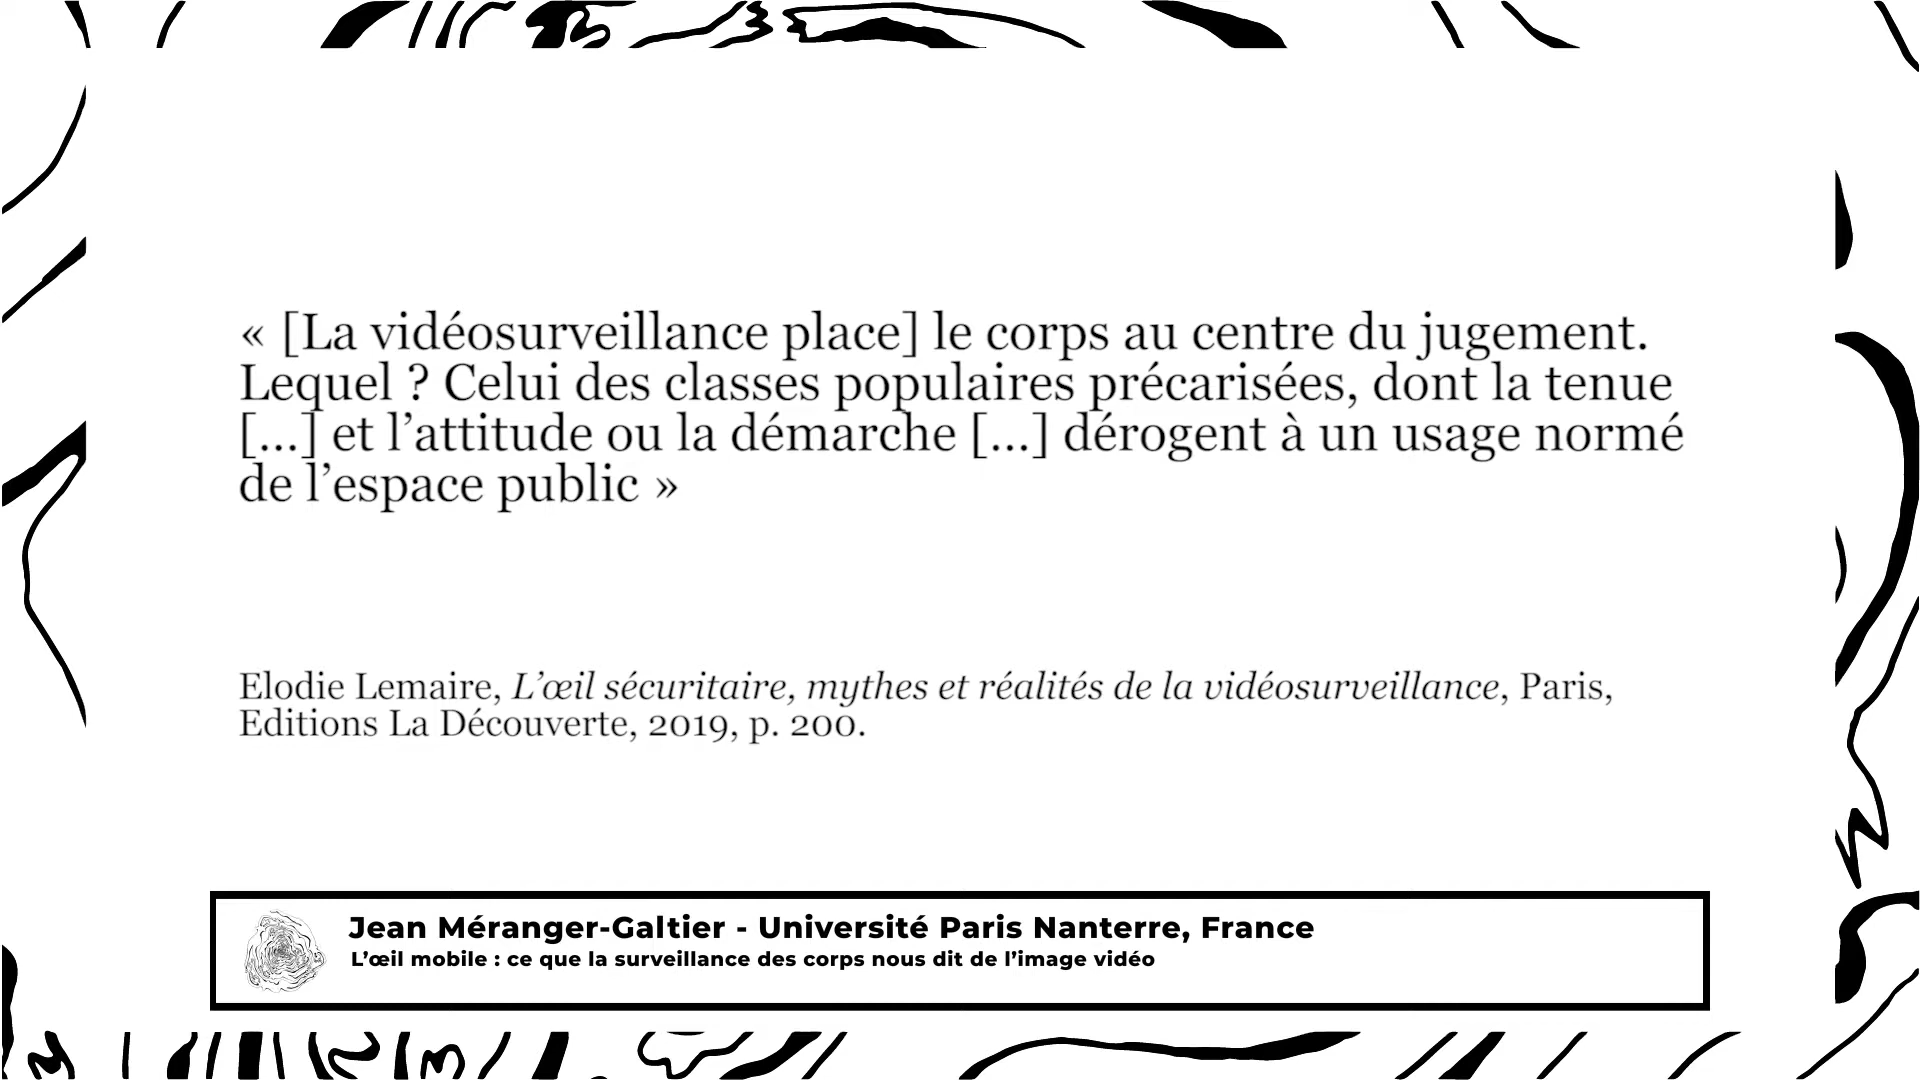 « [La vidéosurveillance place] le corps au centre du jugement.
Lequel ? Celui des classes populaires précarisées, dont la tenue
[…] et l’attitude ou la démarche […] dérogent à un usage normé
de l’espace public »
Elodie Lemaire, L’œil sécuritaire, mythes et réalités de la vidéosurveillance, Paris,
Editions La Découverte, 2019, p. 200.
Jean Méranger-Galtier - Université Paris Nanterre, France
L’œil mobile : ce que la surveillance des corps nous dit de l’image vidéo